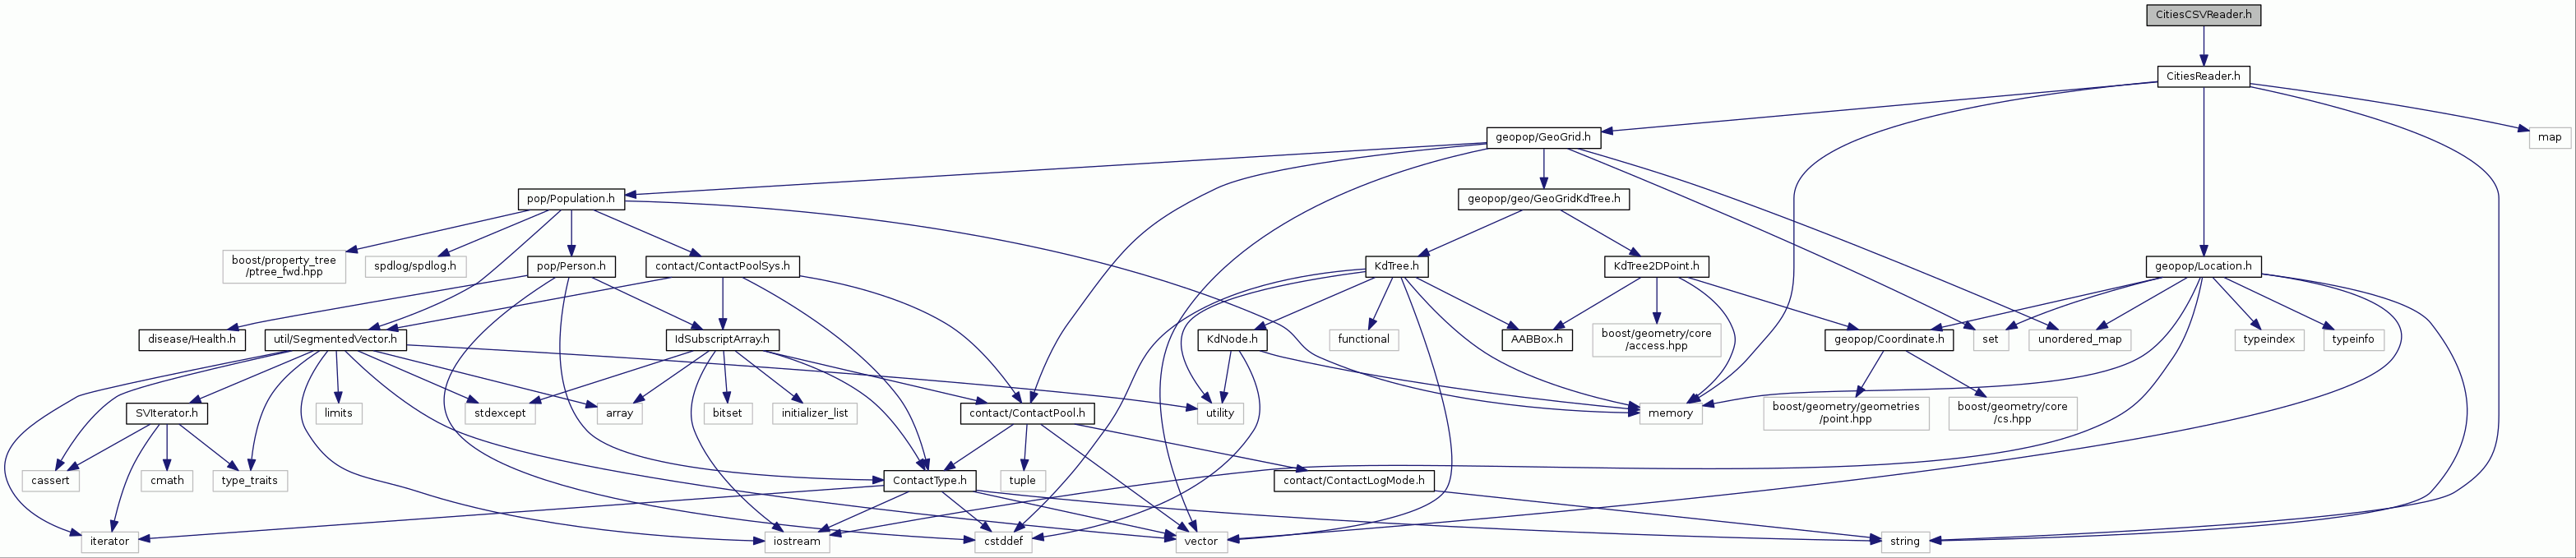 CitiesCSVReader.h
CitiesReader.h
geopop/GeoGrid.h
map
pop/Population.h
geopop/geo/GeoGridKdTree.h
boost/property_tree
/ptree_fwd.hpp
spdlog/spdlog.h
pop/Person.h
contact/ContactPoolSys.h
KdTree.h
KdTree2DPoint.h
geopop/Location.h
disease/Health.h
util/SegmentedVector.h
IdSubscriptArray.h
KdNode.h
functional
AABBox.h
boost/geometry/core
/access.hpp
geopop/Coordinate.h
set
unordered_map
typeindex
typeinfo
SVIterator.h
limits
stdexcept
array
bitset
initializer_list
contact/ContactPool.h
utility
memory
boost/geometry/geometries
/point.hpp
boost/geometry/core
/cs.hpp
cassert
cmath
type_traits
ContactType.h
tuple
contact/ContactLogMode.h
iterator
iostream
cstddef
vector
string